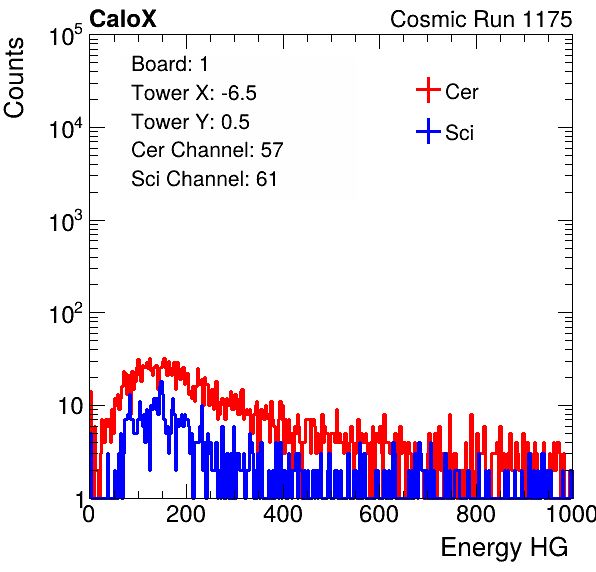 CaloX Cosmic Run 1175
Counts
10^5
10^4
10^3
10^2
10
1
Board: 1
Tower X: -6.5
Tower Y: 0.5
Cer Channel: 57
Sci Channel: 61
Cer
Sci
0 200 400 600 800 1000
Energy HG